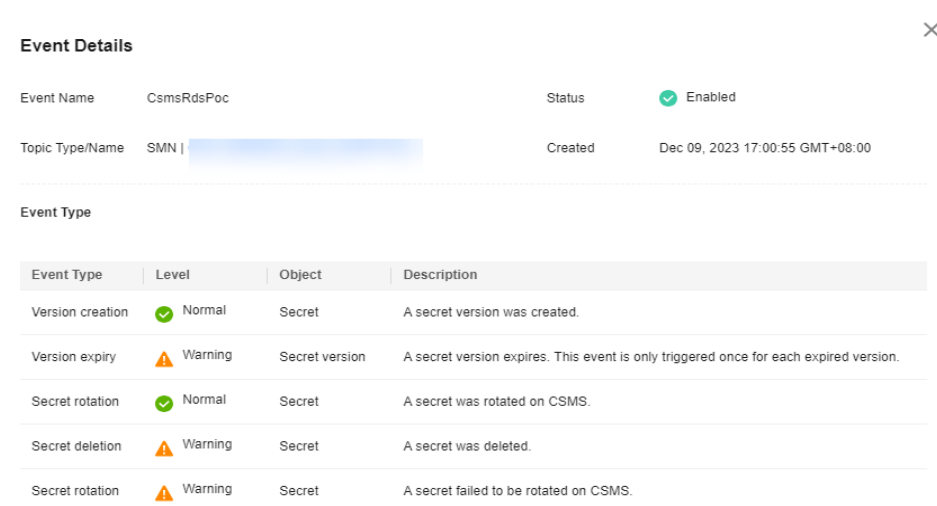 Event Details
Event Name CsmsRdsPoc Status Enabled
Topic Type/Name SMN | Created Dec 09, 2023 17:00:55 GMT+08:00
Event Type
Event Type Level Object Description
Version creation Normal Secret A secret version was created.
Version expiry Warning Secret version A secret version expires. This event is only triggered once for each expired version.
Secret rotation Normal Secret A secret was rotated on CSMS.
Secret deletion Warning Secret A secret was deleted.
Secret rotation Warning Secret A secret failed to be rotated on CSMS.